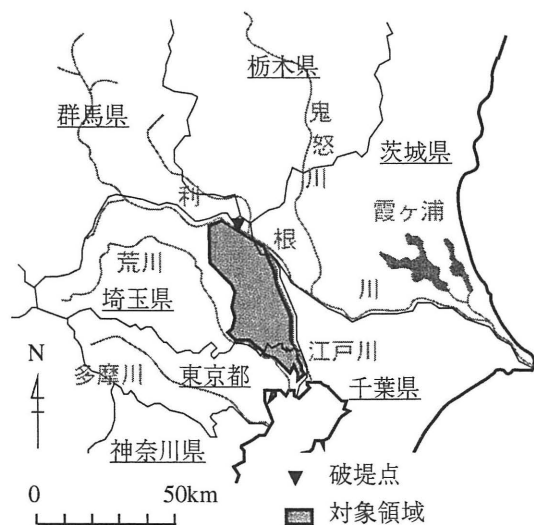 栃木県
群馬県
鬼怒川
茨城県
利根川
霞ヶ浦
荒川
埼玉県
江戸川
N
多摩川
東京都
千葉県
神奈川県
破堤点
0 50km
対象領域